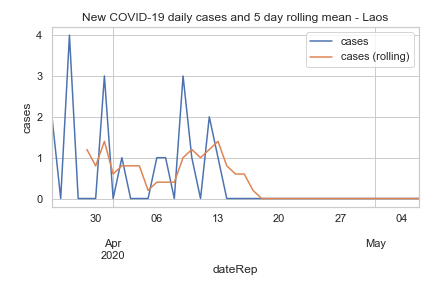 New COVID-19 daily cases and 5 day rolling mean - Laos
cases
cases (rolling)
4
3
2
1
0
cases
30 06 13 20 27 04
Apr May
2020
dateRep